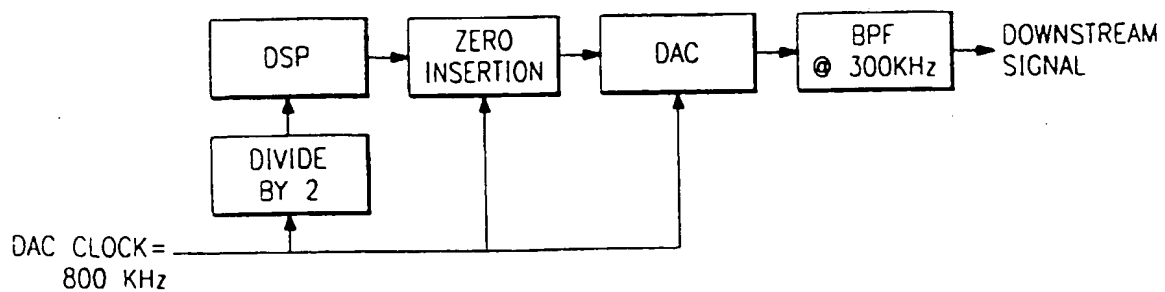 DSP
ZERO
INSERTION
DAC
BPF
@ 300KHz
DOWNSTREAM
SIGNAL
DIVIDE
BY 2
DAC CLOCK=
800 KHz